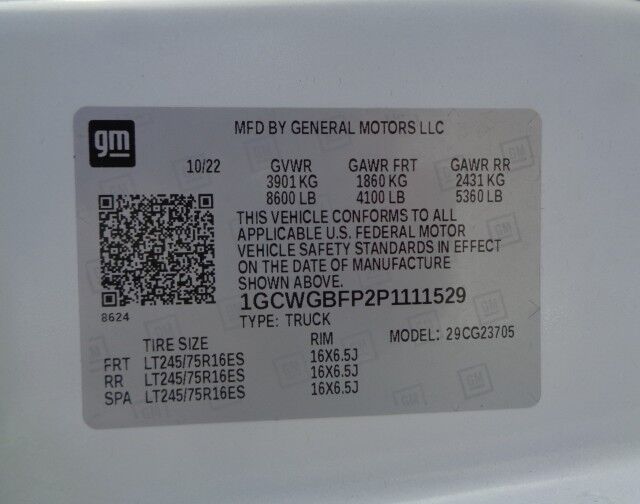 gm
MFD BY GENERAL MOTORS LLC
10/22 GVWR GAWR FRT GAWR RR
3901 KG 1860 KG 2431 KG
8600 LB 4100 LB 5360 LB
THIS VEHICLE CONFORMS TO ALL
APPLICABLE U.S. FEDERAL MOTOR
VEHICLE SAFETY STANDARDS IN EFFECT
ON THE DATE OF MANUFACTURE
SHOWN ABOVE.
1GCWGBFP2P1111529
8624
TYPE: TRUCK MODEL: 29CG23705
TIRE SIZE RIM
FRT LT245/75R16ES 16X6.5J
RR LT245/75R16ES 16X6.5J
SPA LT245/75R16ES 16X6.5J